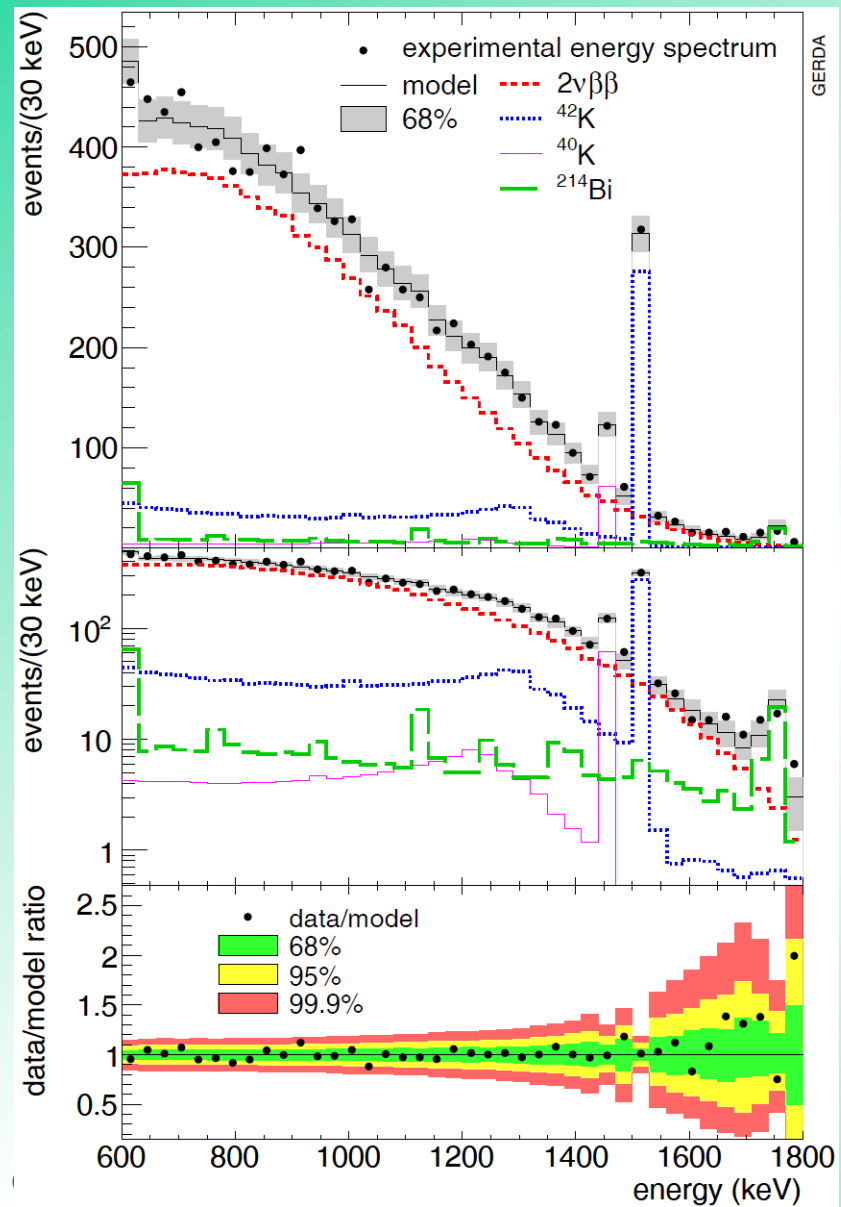 500
400
300
200
100
events/(30 keV)
experimental energy spectrum
model
68%
2νββ
⁴²K
⁴⁰K
²¹⁴Bi
GERDA
10²
10
1
events/(30 keV)
2.5
2
1.5
1
0.5
data/model ratio
data/model
68%
95%
99.9%
600 800 1000 1200 1400 1600 1800
energy (keV)